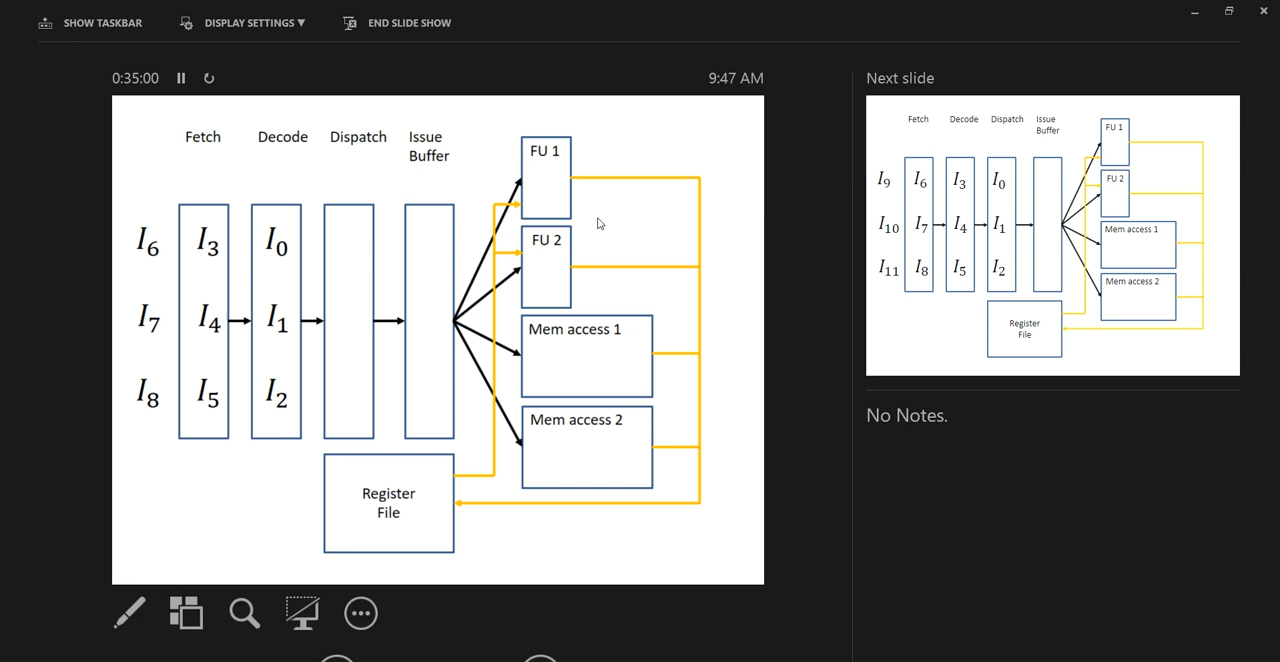 SHOW TASKBAR
DISPLAY SETTINGS ▼
END SLIDE SHOW
0:35:00
9:47 AM
Next slide
Fetch
Decode
Dispatch
Issue
Buffer
FU 1
I6
I3
I0
FU 2
I7
I4
I1
Mem access 1
I8
I5
I2
Mem access 2
Register
File
Fetch
Decode
Dispatch
Issue
Buffer
FU 1
I9
I6
I3
I0
FU 2
I10
I7
I4
I1
Mem access 1
I11
I8
I5
I2
Mem access 2
Register
File
No Notes.